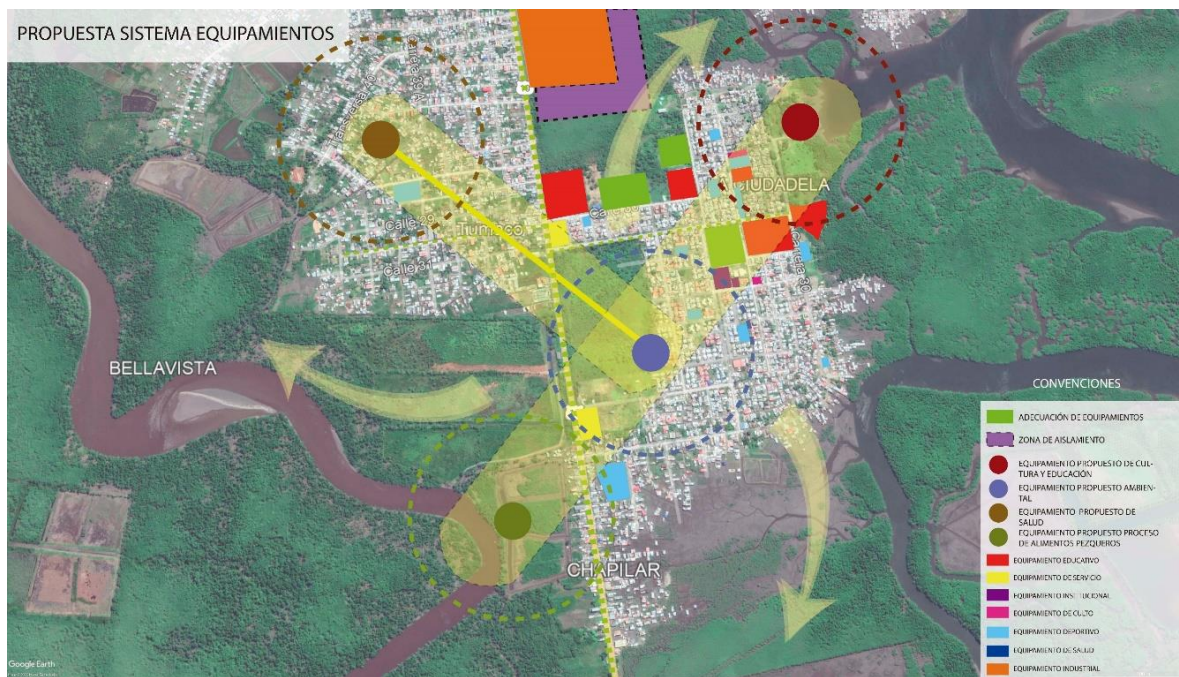 PROPUESTA SISTEMA EQUIPAMIENTOS
Calle 29
Tumaco
Calle 31
CIUDADELA
BELLAVISTA
CHAPILAR
CONVENCIONES
ADECUACIÓN DE EQUIPAMIENTOS
ZONA DE AISLAMIENTO
EQUIPAMIENTO PROPUESTO DE CUL-
TURA Y EDUCACIÓN
EQUIPAMIENTO PROPUESTO AMBIEN-
TAL
EQUIPAMIENTO PROPUESTO DE
SALUD
EQUIPAMIENTO PROPUESTO PROCESO
DE ALIMENTOS PEZQUEROS
EQUIPAMIENTO EDUCATIVO
EQUIPAMIENTO DE SERVICIO
EQUIPAMIENTO INSTITUCIONAL
EQUIPAMIENTO DE CULTO
EQUIPAMIENTO DEPORTIVO
EQUIPAMIENTO DE SALUD
EQUIPAMIENTO INDUSTRIAL
Google Earth